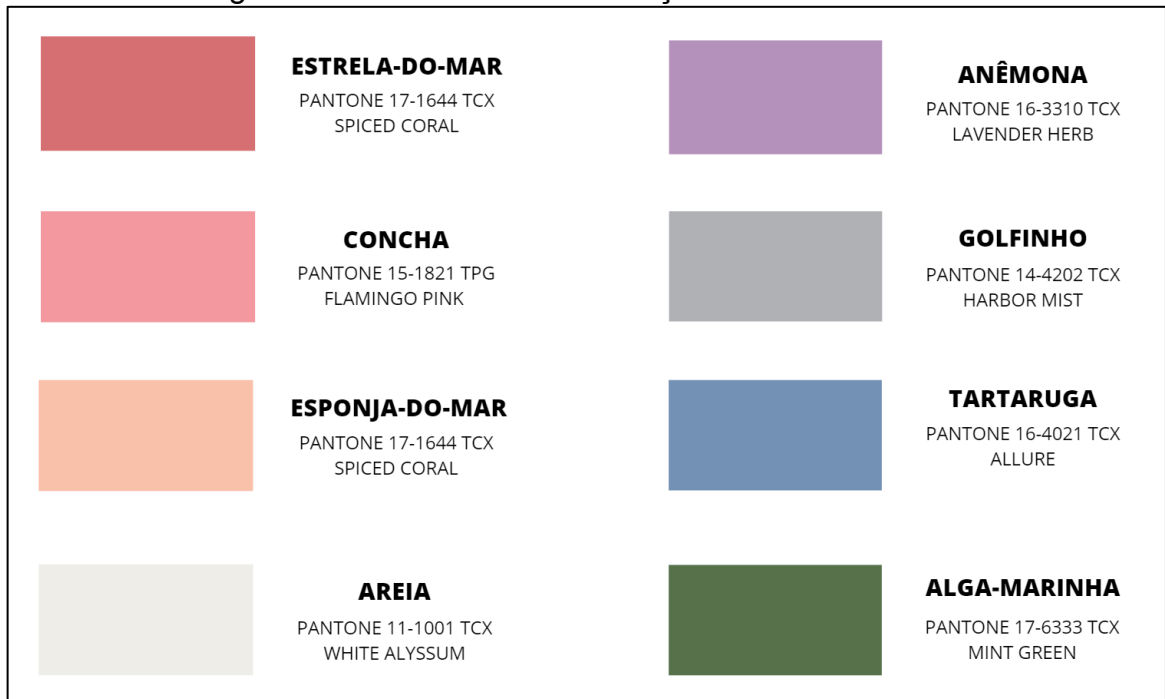 ESTRELA-DO-MAR
PANTONE 17-1644 TCX
SPICED CORAL
CONCHA
PANTONE 15-1821 TPG
FLAMINGO PINK
ESPONJA-DO-MAR
PANTONE 17-1644 TCX
SPICED CORAL
AREIA
PANTONE 11-1001 TCX
WHITE ALYSSUM
ANÊMONA
PANTONE 16-3310 TCX
LAVENDER HERB
GOLFINHO
PANTONE 14-4202 TCX
HARBOR MIST
TARTARUGA
PANTONE 16-4021 TCX
ALLURE
ALGA-MARINHA
PANTONE 17-6333 TCX
MINT GREEN